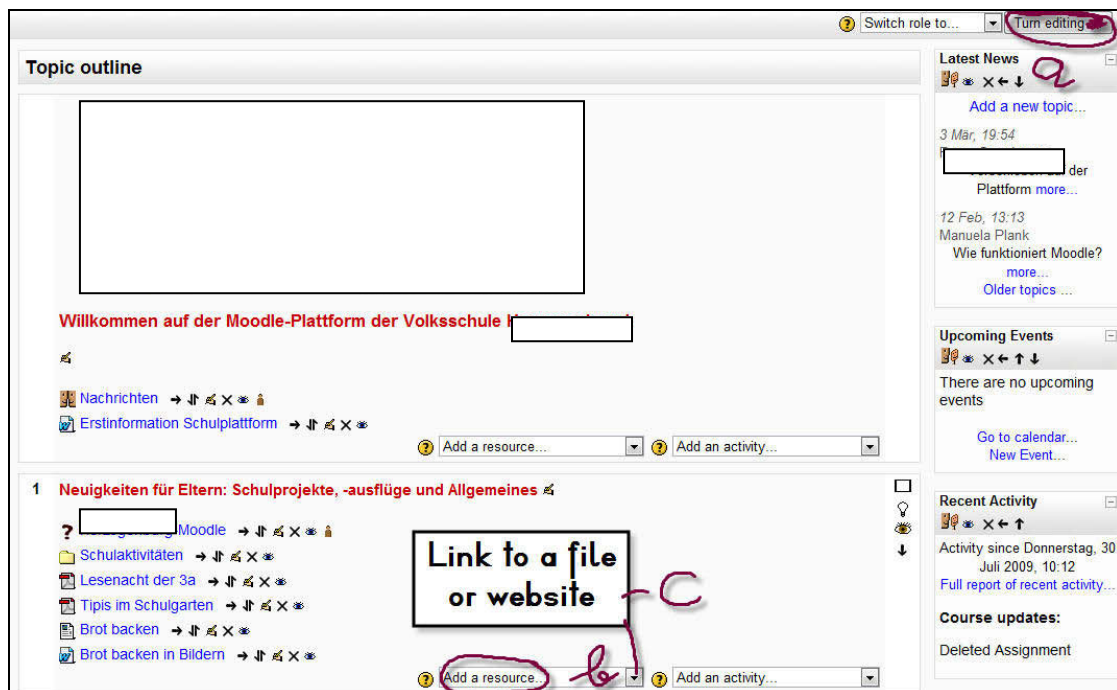 Switch role to... Turn editing
Topic outline
Willkommen auf der Moodle-Plattform der Volksschule
Nachrichten
Erstinformation Schulplattform
Add a resource... Add an activity...
1 Neuigkeiten für Eltern: Schulprojekte, -ausflüge und Allgemeines
Moodle
Schulaktivitäten
Lesenacht der 3a
Tipis im Schulgarten
Brot backen
Brot backen in Bildern
Link to a file
or website
C
Add a resource... b Add an activity...
Latest News
a
Add a new topic...
3 Mär, 19:54
der
Plattform more...
12 Feb, 13:13
Manuela Plank
Wie funktioniert Moodle?
more...
Older topics ...
Upcoming Events
There are no upcoming
events
Go to calendar...
New Event...
Recent Activity
Activity since Donnerstag, 30
Juli 2009, 10:12
Full report of recent activity...
Course updates:
Deleted Assignment